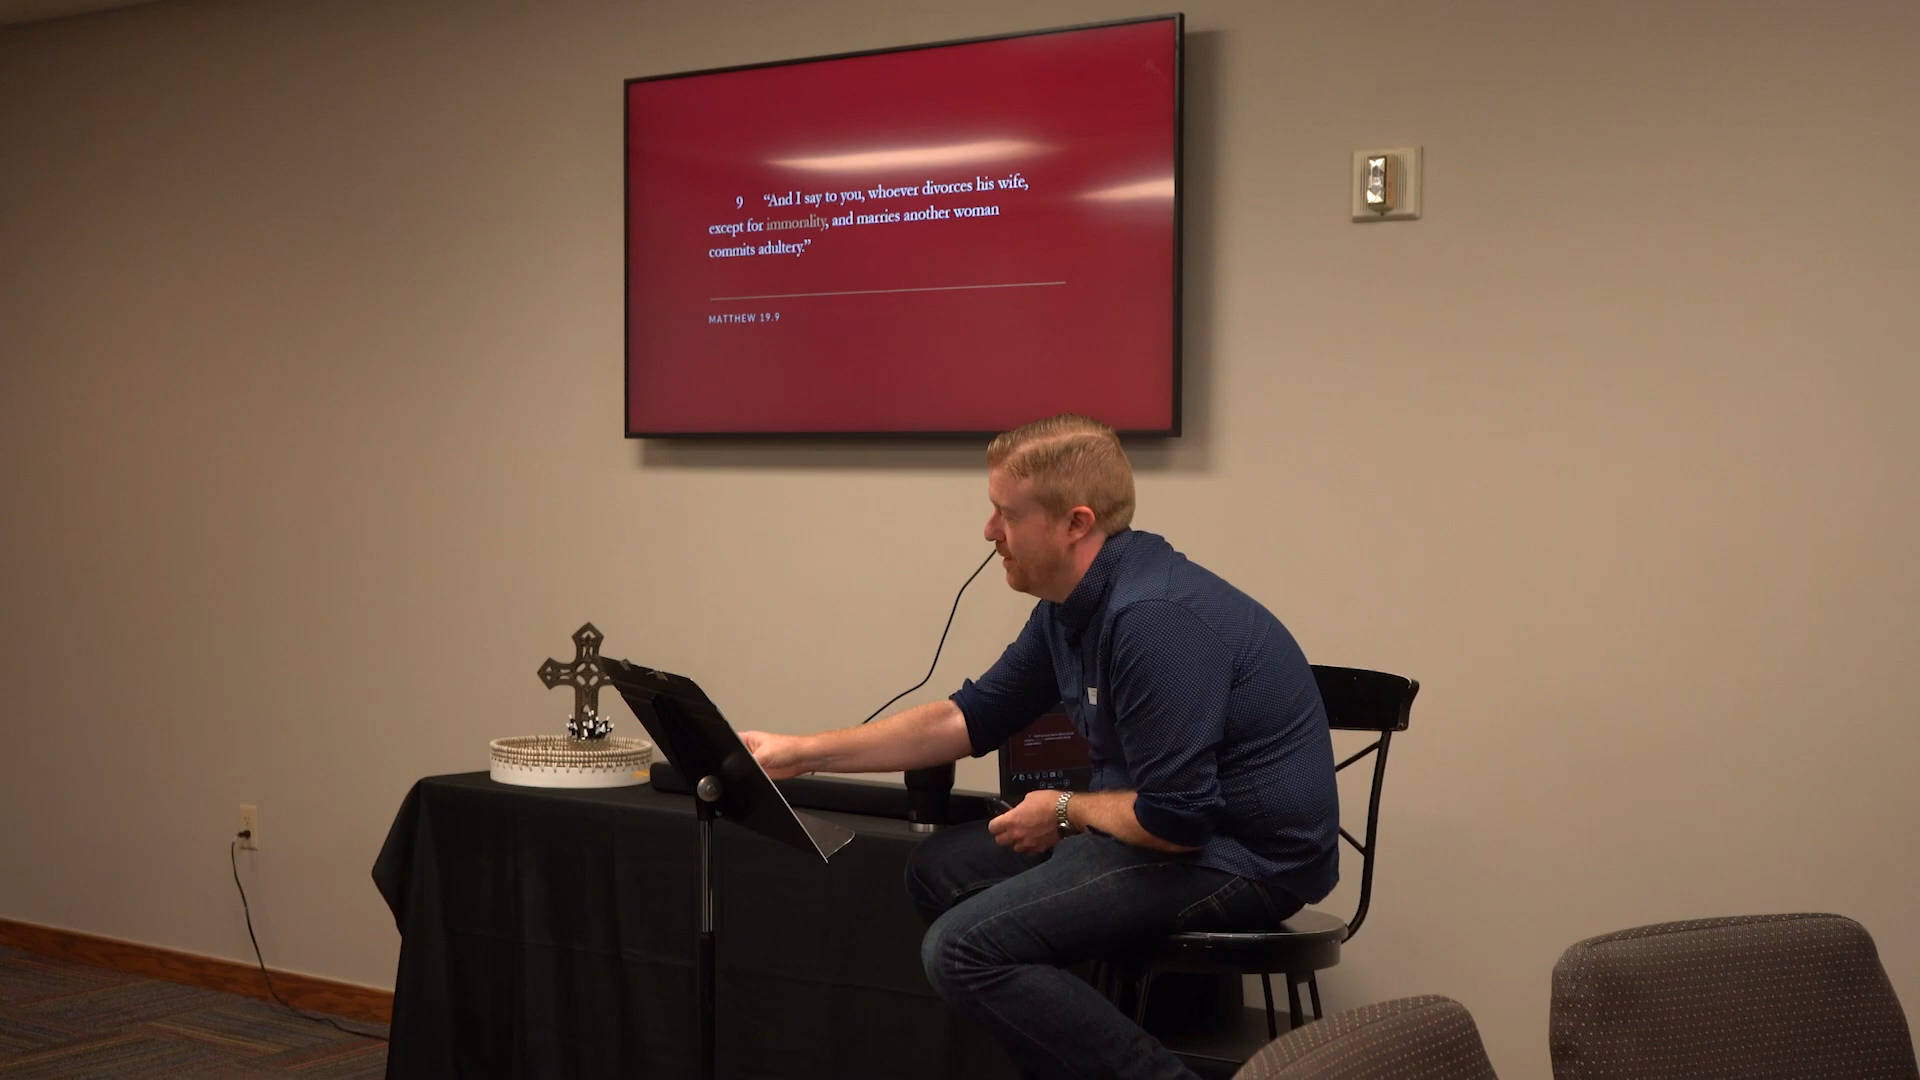 9 “And I say to you, whoever divorces his wife,
except for immorality, and marries another woman
commits adultery.”
MATTHEW 19.9